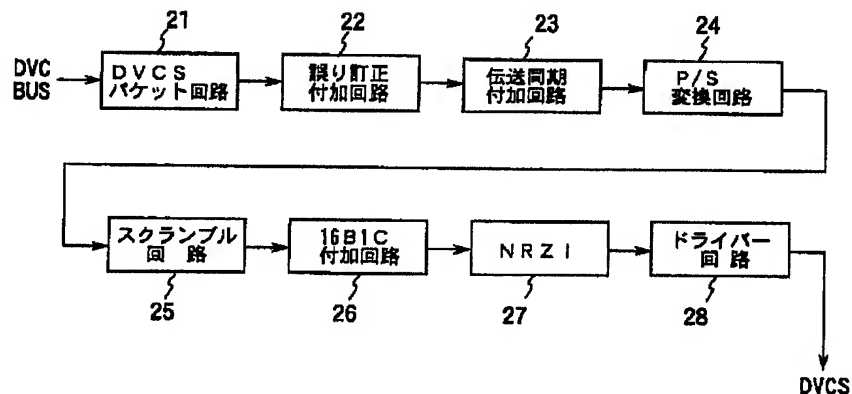 21
22
23
24
DVC
BUS
DVCS
パケット回路
誤り訂正
付加回路
伝送同期
付加回路
P/S
変換回路
スクランブル
回 路
16B1C
付加回路
NRZI
ドライバー
回 路
25
26
27
28
DVCS